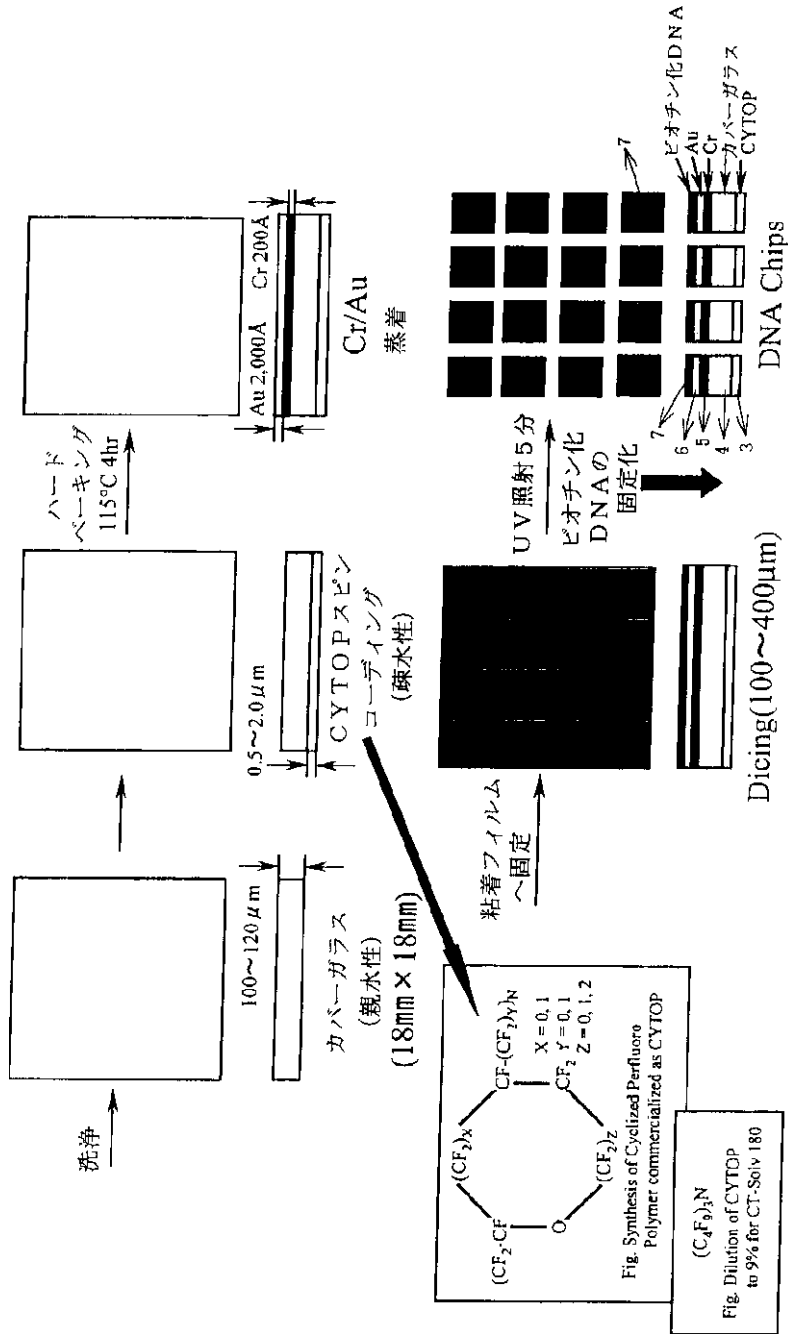 洗浄
100～120μm
カバーガラス
(親水性)
(18mm×18mm)
0.5～2.0μm
CYTOPスピン
コーディング
(疎水性)
ハード
ベーキング
115°C 4hr
Au 2,000Å
Cr 200Å
Cr/Au
蒸着
(CF₂-CF
(CF₂)x
CF-(CF₂)Y)N
O
(CF₂)Z
CF₂
X = 0, 1
Y = 0, 1
Z = 0, 1, 2
Fig. Synthesis of Cyclized Perfluoro
Polymer commercialized as CYTOP
(C₄F₉)₃N
Fig. Dilution of CYTOP
to 9% for CT-Solv 180
粘着フィルム
へ固定
Dicing(100～400μm)
UV照射5分
ビオチン化
DNAの
固定化
7
7
6
5
4
3
ビオチン化DNA
Au
Cr
カバーガラス
CYTOP
DNA Chips